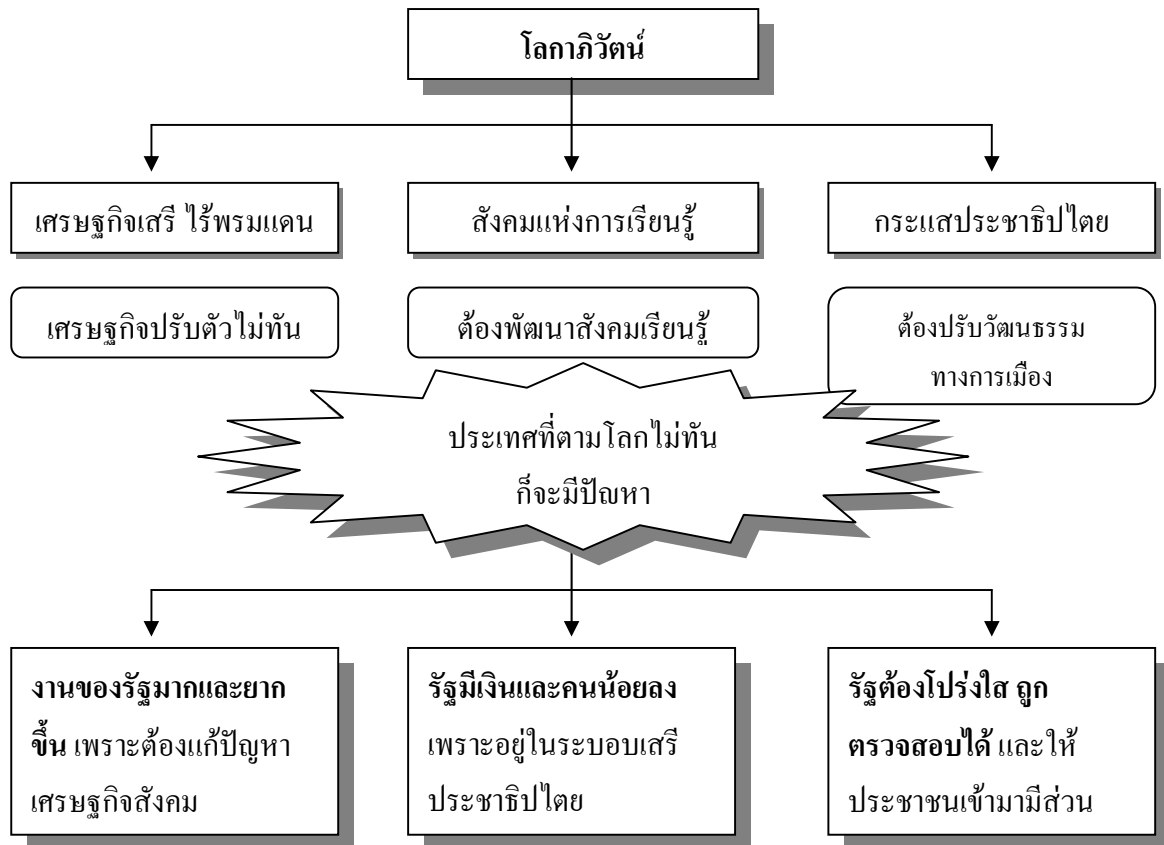 โลกาภิวัตน์
เศรษฐกิจเสรี ไร้พรมแดน
สังคมแห่งการเรียนรู้
กระแสประชาธิปไตย
เศรษฐกิจปรับตัวไม่ทัน
ต้องพัฒนาสังคมเรียนรู้
ต้องปรับวัฒนธรรม
ทางการเมือง
ประเทศที่ตามโลกไม่ทัน
ก็จะมีปัญหา
งานของรัฐมากและยาก
ขึ้น เพราะต้องแก้ปัญหา
เศรษฐกิจสังคม
รัฐมีเงินและคนน้อยลง
เพราะอยู่ในระบอบเสรี
ประชาธิปไตย
รัฐต้องโปร่งใส ถูก
ตรวจสอบได้ และให้
ประชาชนเข้ามามีส่วน